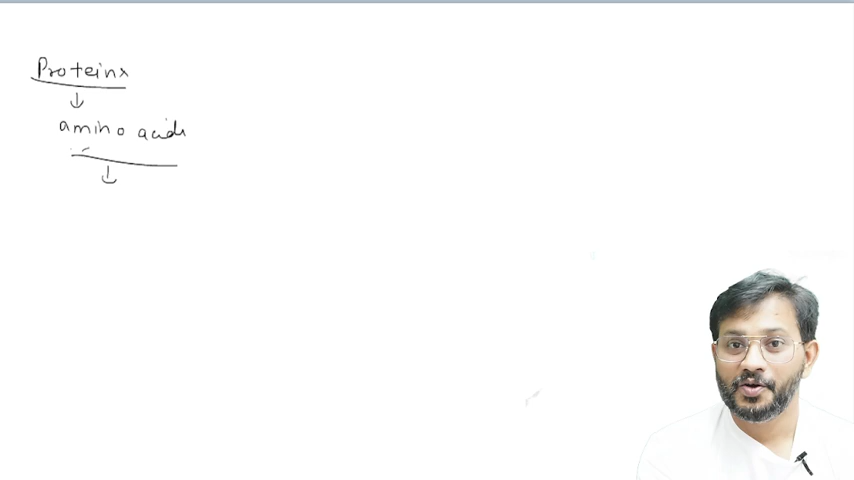 Proteins
↓
amino acids
↓